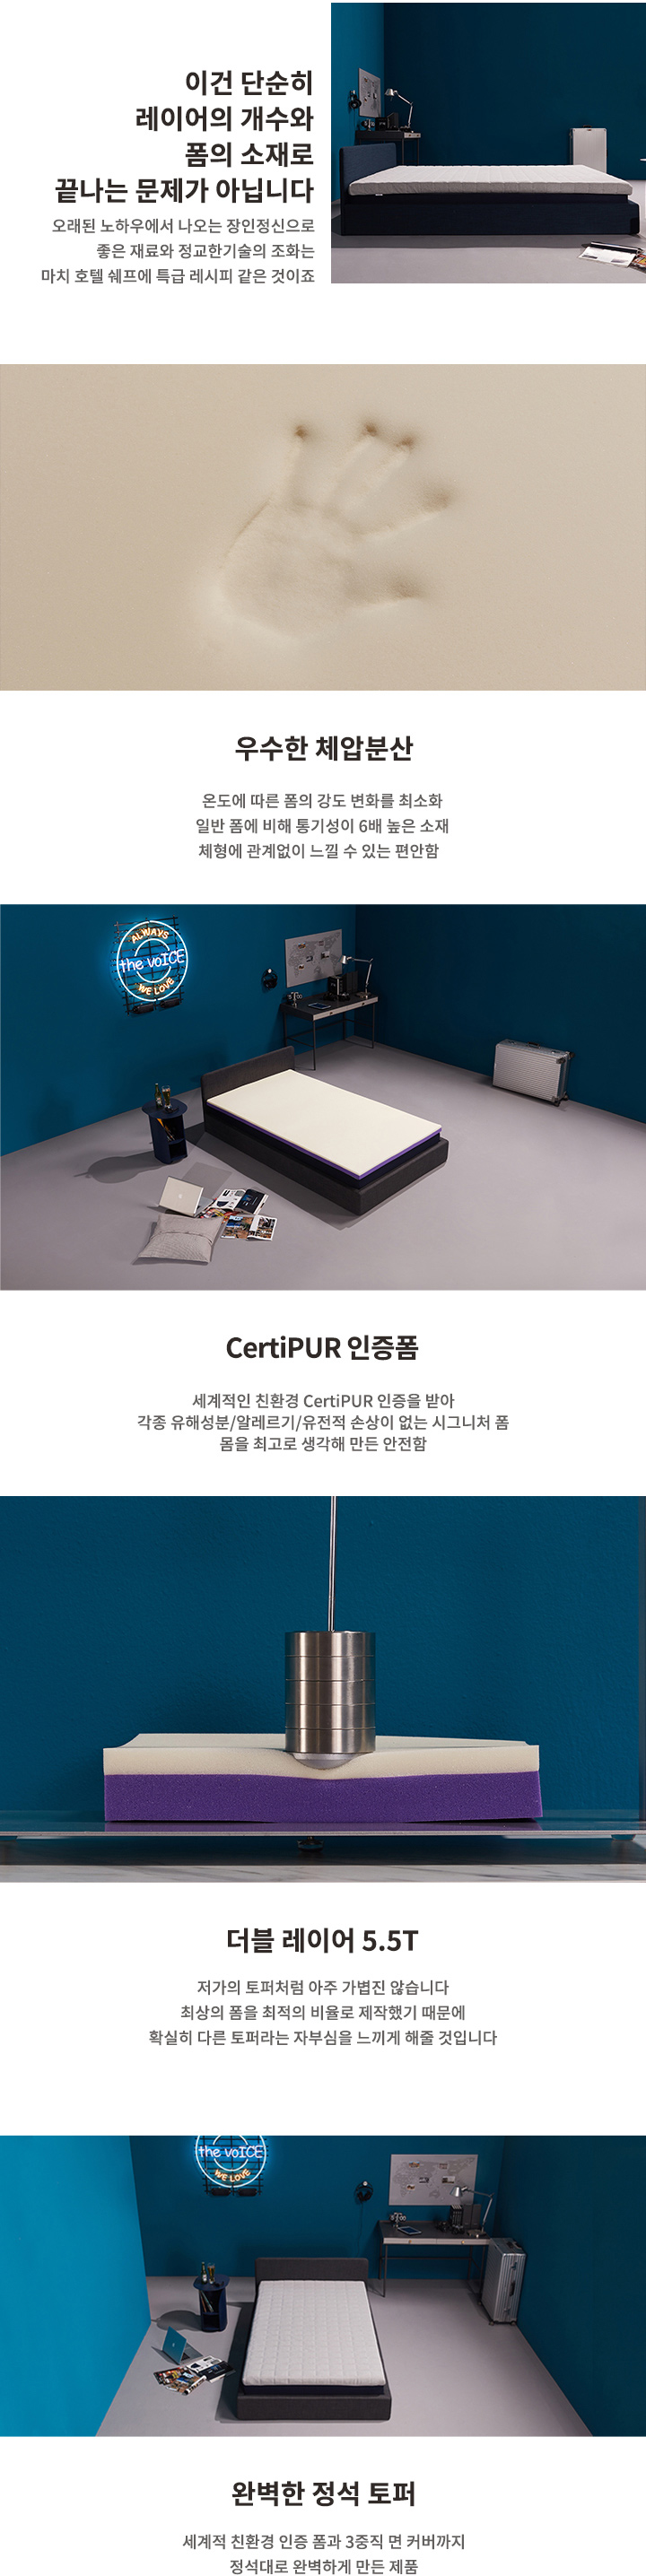 이건 단순히
레이어의 개수와
폼의 소재로
끝나는 문제가 아닙니다
오래된 노하우에서 나오는 장인정신으로
좋은 재료와 정교한기술의 조화는
마치 호텔 쉐프에 특급 레시피 같은 것이죠
우수한 체압분산
온도에 따른 폼의 강도 변화를 최소화
일반 폼에 비해 통기성이 6배 높은 소재
체형에 관계없이 느낄 수 있는 편안함
ALWAYS
the voICE
WE LOVE
CertiPUR 인증폼
세계적인 친환경 CertiPUR 인증을 받아
각종 유해성분/알레르기/유전적 손상이 없는 시그니처 폼
몸을 최고로 생각해 만든 안전함
더블 레이어 5.5T
저가의 토퍼처럼 아주 가볍진 않습니다
최상의 폼을 최적의 비율로 제작했기 때문에
확실히 다른 토퍼라는 자부심을 느끼게 해줄 것입니다
the voICE
WE LOVE
완벽한 정석 토퍼
세계적 친환경 인증 폼과 3중직 면 커버까지
정석대로 완벽하게 만든 제품